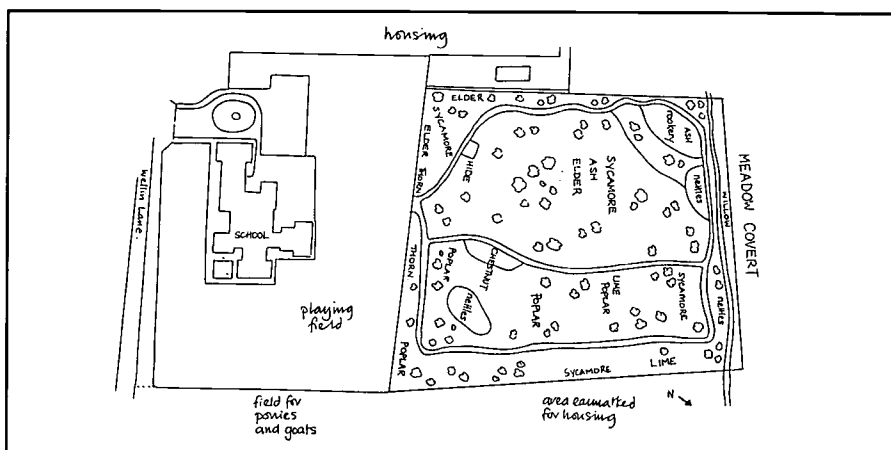 housing
ELDER
SYCAMORE
ELDER
THORN
HIDE
SYCAMORE
ASH
ELDER
ASH
rookery
nettles
WILLOW
MEADOW COVERT
Wellin Lane.
SCHOOL
playing
field
THORN
POPLAR
POPLAR
CHESTNUT
nettles
POPLAR
LIME
POPLAR
SYCAMORE
nettles
SYCAMORE
LIME
N
field for
ponies
and goats
area earmarked
for housing